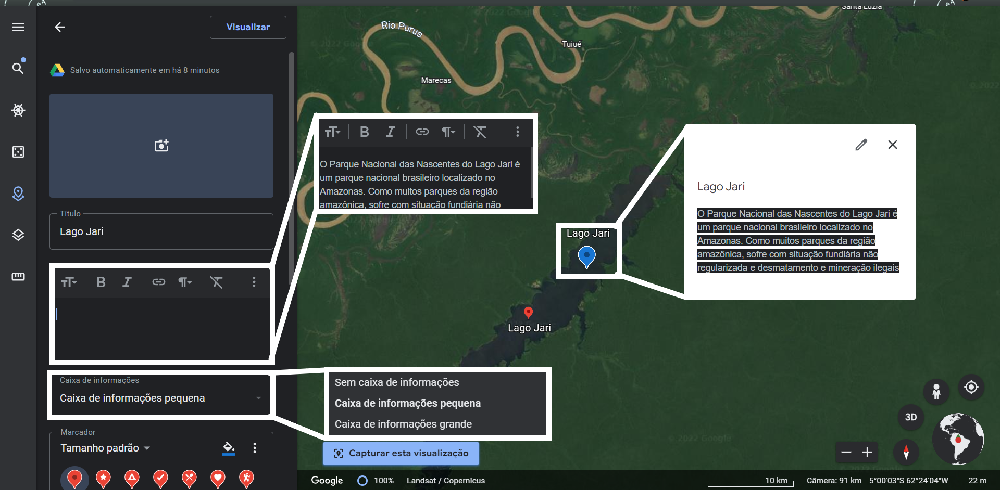 Visualizar
Salvo automaticamente em há 8 minutos
Título
Lago Jari
Caixa de informações
Caixa de informações pequena
Marcador
Tamanho padrão
Santa Luzia
Rio Purus
Tuiué
Marecas
O Parque Nacional das Nascentes do Lago Jari é
um parque nacional brasileiro localizado no
Amazonas. Como muitos parques da região
amazônica, sofre com situação fundiária não
Lago Jari
Lago Jari
Lago Jari
O Parque Nacional das Nascentes do Lago Jari é
um parque nacional brasileiro localizado no
Amazonas. Como muitos parques da região
amazônica, sofre com situação fundiária não
regularizada e desmatamento e mineração ilegais
Sem caixa de informações
Caixa de informações pequena
Caixa de informações grande
Capturar esta visualização
3D
© 2022 Google
Google 100% Landsat / Copernicus
10 km Câmera: 91 km 5°00'03"S 62°24'04"W 22 m